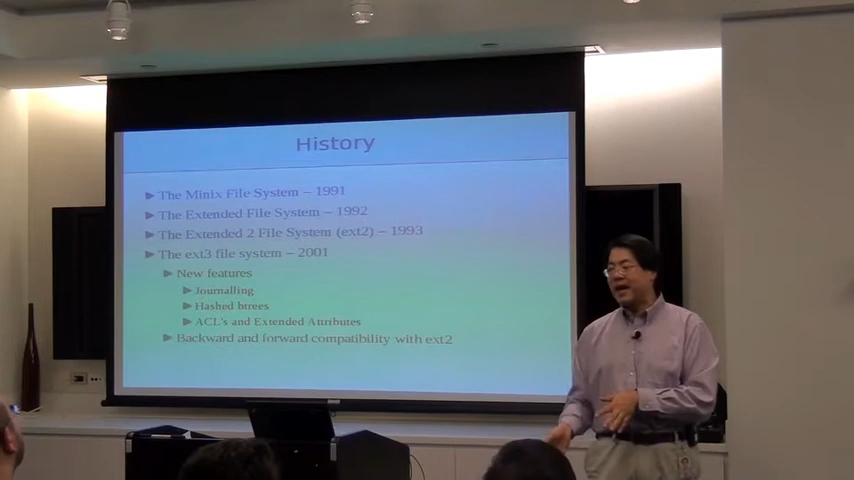 History
The Minix File System – 1991
The Extended File System – 1992
The Extended 2 File System (ext2) – 1993
The ext3 file system – 2001
New features
Journalling
Hashed btrees
ACL's and Extended Attributes
Backward and forward compatibility with ext2